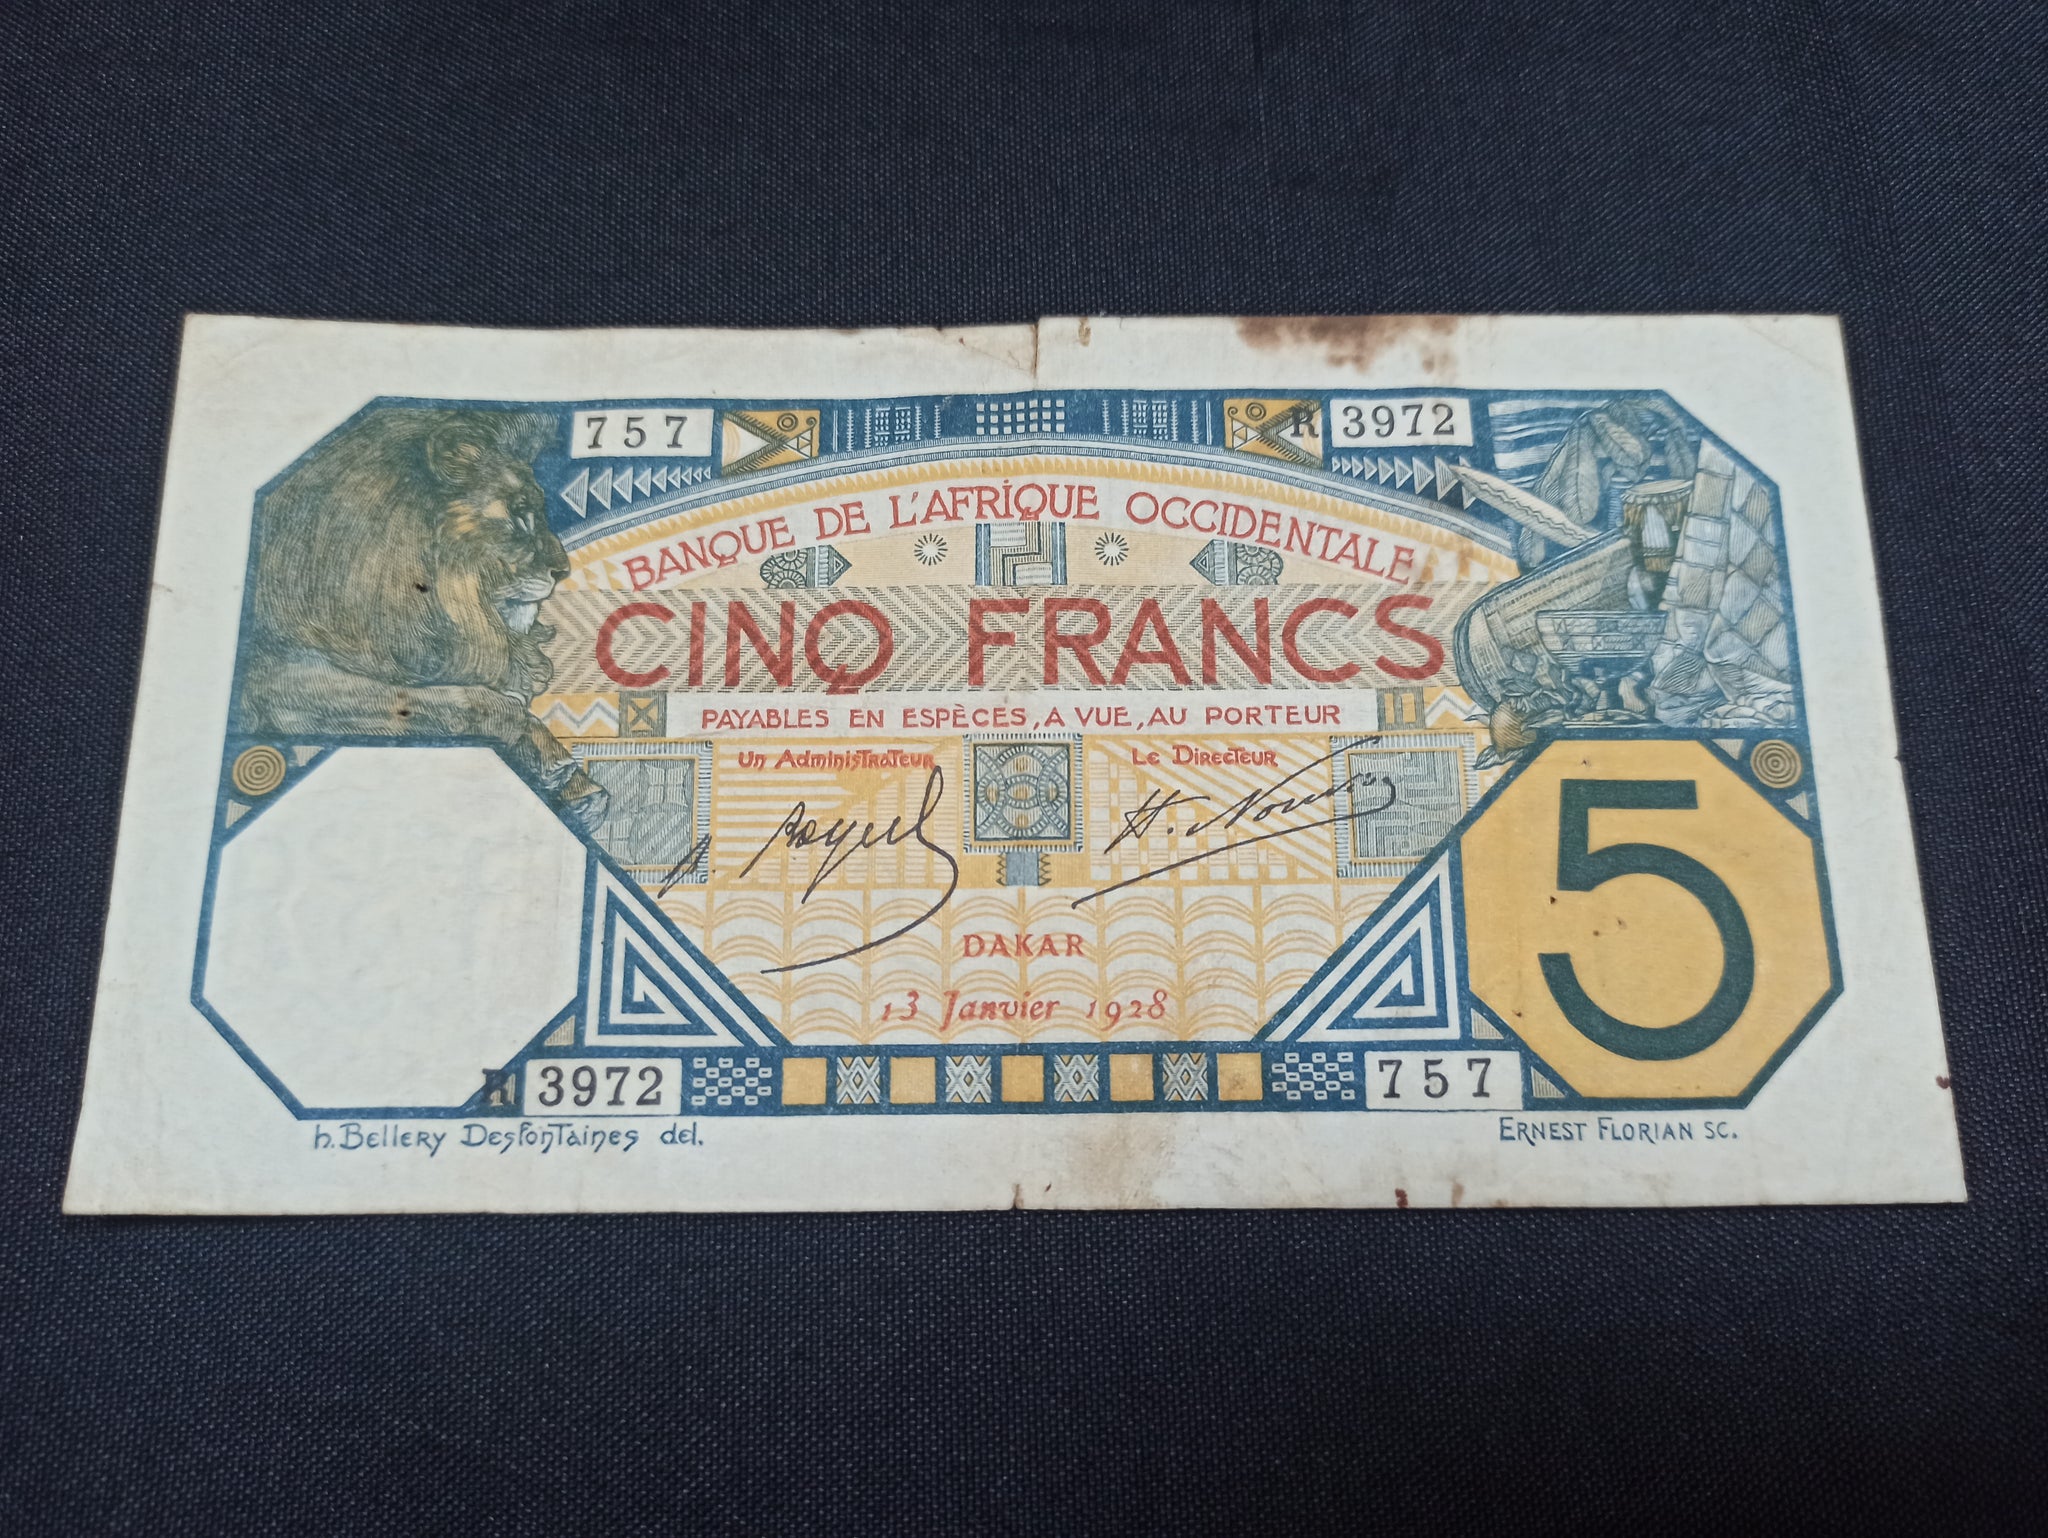 757
R 3972
BANQUE DE L'AFRIQUE OCCIDENTALE
CINQ FRANCS
PAYABLES EN ESPÈCES, A VUE, AU PORTEUR
Un Administrateur
Le Directeur
DAKAR
13 Janvier 1928
5
R 3972
757
h. Bellery Desfontaines del.
ERNEST FLORIAN SC.